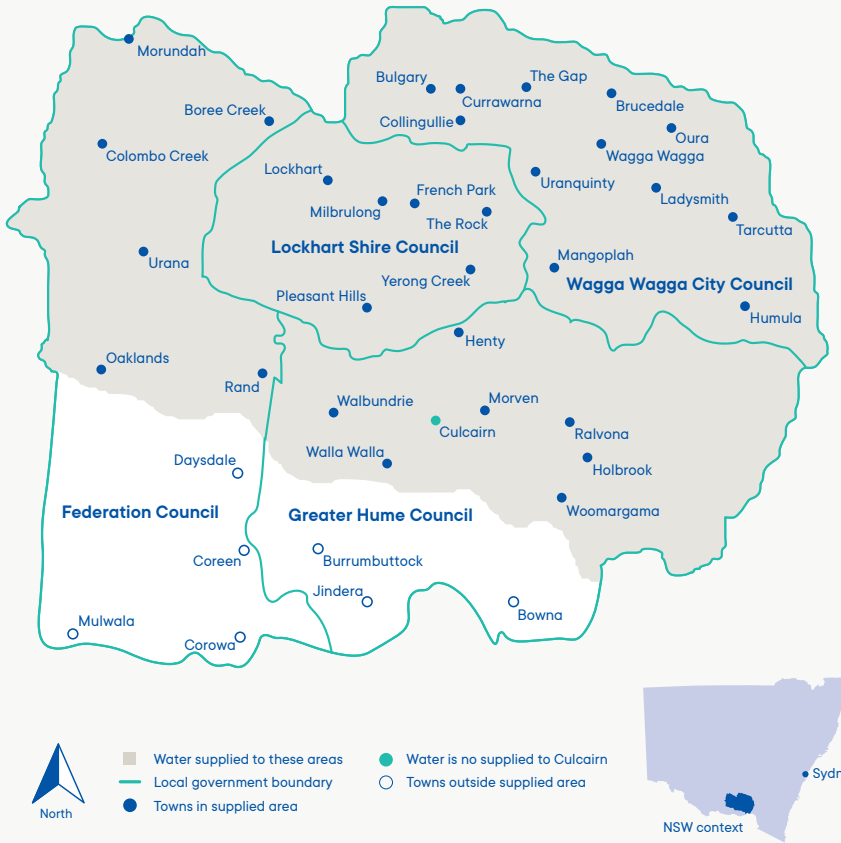 Morundah
Bulgary
The Gap
Currawarna
Brucedale
Boree Creek
Collingullie
Oura
Colombo Creek
Wagga Wagga
Lockhart
Uranquinty
French Park
Ladysmith
Milbrulong
The Rock
Tarcutta
Lockhart Shire Council
Urana
Mangoplah
Yerong Creek
Wagga Wagga City Council
Pleasant Hills
Humula
Henty
Oaklands
Rand
Walbundrie
Morven
Culcairn
Ralvona
Walla Walla
Daysdale
Holbrook
Federation Council
Greater Hume Council
Woomargama
Coreen
Burrumbuttock
Jindera
Mulwala
Bowna
Corowa
Water supplied to these areas
Local government boundary
Towns in supplied area
Water is no supplied to Culcairn
Towns outside supplied area
North
Sydn
NSW context